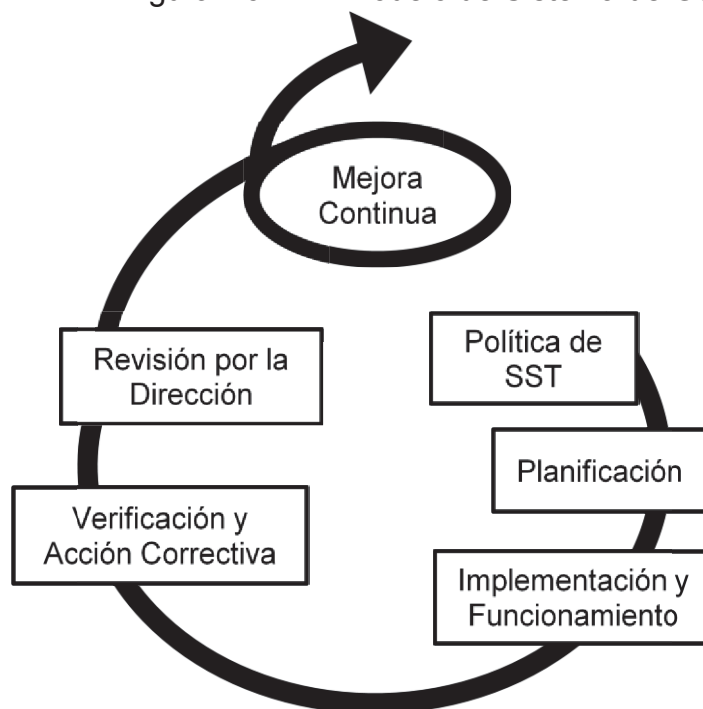 Mejora
Continua
Política de
SST
Planificación
Implementación y
Funcionamiento
Verificación y
Acción Correctiva
Revisión por la
Dirección